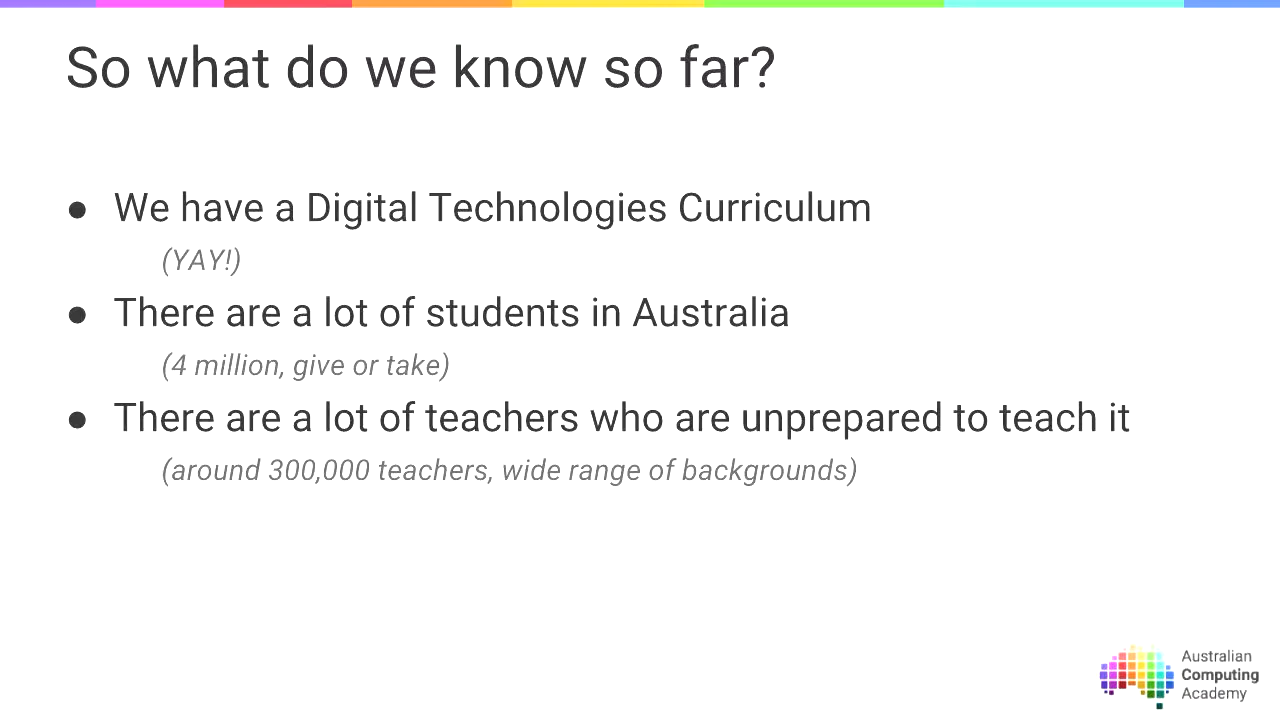 So what do we know so far?
● We have a Digital Technologies Curriculum
(YAY!)
● There are a lot of students in Australia
(4 million, give or take)
● There are a lot of teachers who are unprepared to teach it
(around 300,000 teachers, wide range of backgrounds)
Australian
Computing
Academy